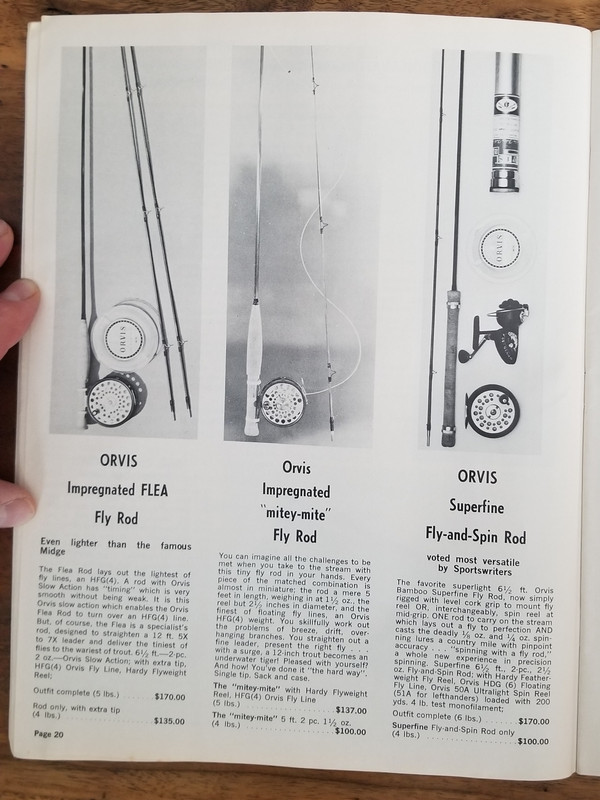 ORVIS
ORVIS
ORVIS
Impregnated FLEA
Fly Rod
Even lighter than the famous
Midge
The Flea Rod lays out the lightest of
fly lines, an HFG(4). A rod with Orvis
Slow Action has "timing" which is very
smooth without being weak. It is this
Orvis slow action which enables the Orvis
Flea Rod to turn over an HFG(4) line.
But, of course, the Flea is a specialist's
rod, designed to straighten a 12 ft. 5X
to 7X leader and deliver the tiniest of
flies to the wariest of trout. 6½ ft.—2-pc.
2 oz.—Orvis Slow Action; with extra tip,
HFG(4) Orvis Fly Line, Hardy Flyweight
Reel;
Outfit complete (5 lbs.) $170.00
Rod only, with extra tip
(4 lbs.) $135.00
Page 20
Orvis
Impregnated
"mitey-mite"
Fly Rod
You can imagine all the challenges to be
met when you take to the stream with
this tiny fly rod in your hands. Every
piece of the matched combination is
almost in miniature: the rod a mere 5
feet in length, weighing in at 1½ oz., the
reel but 2½ inches in diameter, and the
finest of floating fly lines, an Orvis
HFG(4) weight. You skillfully work out
the problems of breeze, drift, over-
hanging branches. You straighten out a
fine leader, present the right fly . . .
with a surge, a 12-inch trout becomes an
underwater tiger! Pleased with yourself?
And how! You've done it "the hard way".
Single tip. Sack and case.
The "mitey-mite" with Hardy Flyweight
Reel, HFG(4) Orvis Fly Line
(5 lbs.) $137.00
The "mitey-mite" 5 ft. 2 pc. 1½ oz.
(4 lbs.) $100.00
ORVIS
Superfine
Fly-and-Spin Rod
voted most versatile
by Sportswriters
The favorite superlight 6½ ft. Orvis
Bamboo Superfine Fly Rod, now simply
rigged with level cork grip to mount fly
reel OR, interchangeably, spin reel at
mid-grip. ONE rod to carry on the stream
which lays out a fly to perfection AND
casts the deadly ⅛ oz. and ¼ oz. spin-
ning lures a country mile with pinpoint
accuracy . . . "spinning with a fly rod,"
a whole new experience in precision
spinning. Superfine 6½ ft., 2-pc., 2½
oz. Fly-and-Spin Rod; with Hardy Feather-
weight Fly Reel, Orvis HDG (6) Floating
Fly Line, Orvis 50A Ultralight Spin Reel
(51A for lefthanders) loaded with 200
yds. 4 lb. test monofilament;
Outfit complete (6 lbs.) $170.00
Superfine Fly-and-Spin Rod only
(4 lbs.) $100.00